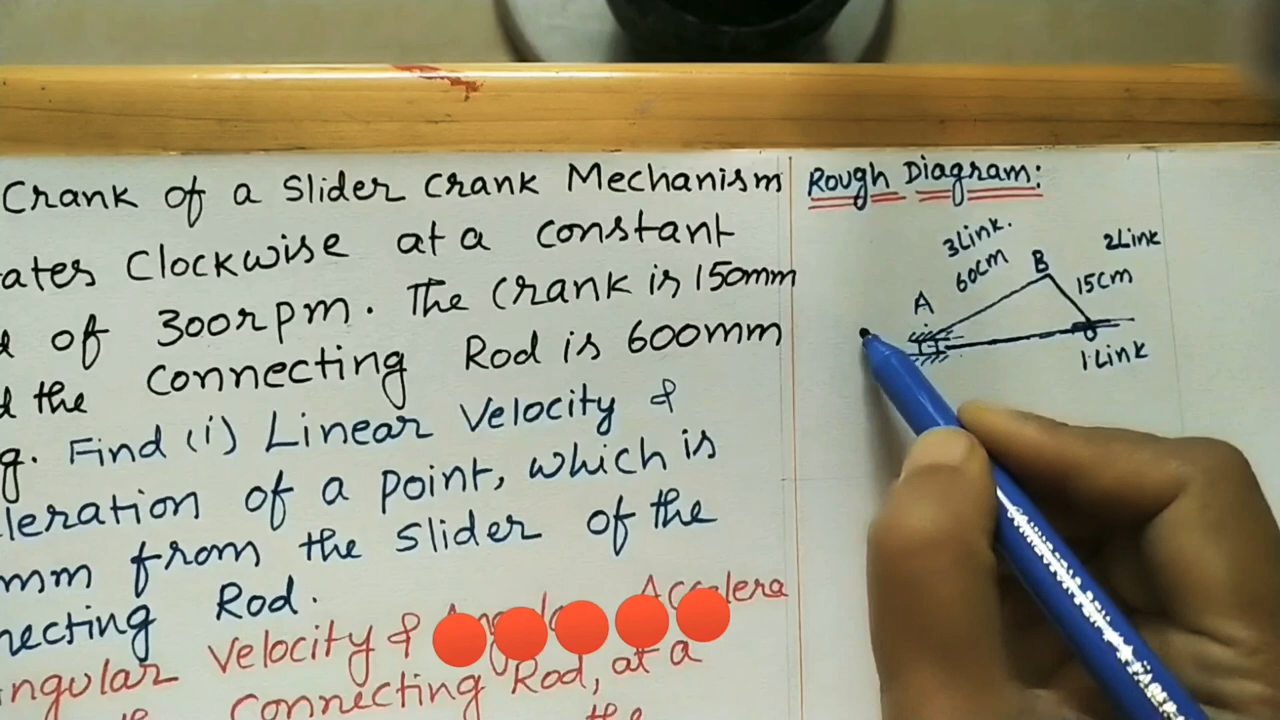 Crank of a slider crank Mechanism
ates Clockwise at a constant
of 300rpm. The crank is 150mm
the connecting Rod is 600mm
g. Find (i) Linear Velocity &
leration of a point, which is
mm from the slider of the
necting Rod.
ngular velocity &
connecting Rod, at a
the
Rough Diagram:
3Link.
60cm
2Link
B
15cm
A
1Link